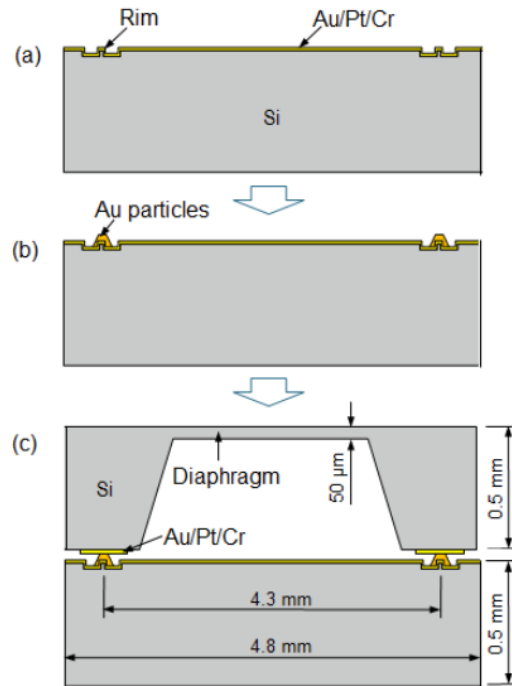 Rim
Au/Pt/Cr
(a)
Si
Au particles
(b)
(c)
Si
Diaphragm
50 μm
0.5 mm
Au/Pt/Cr
4.3 mm
0.5 mm
4.8 mm